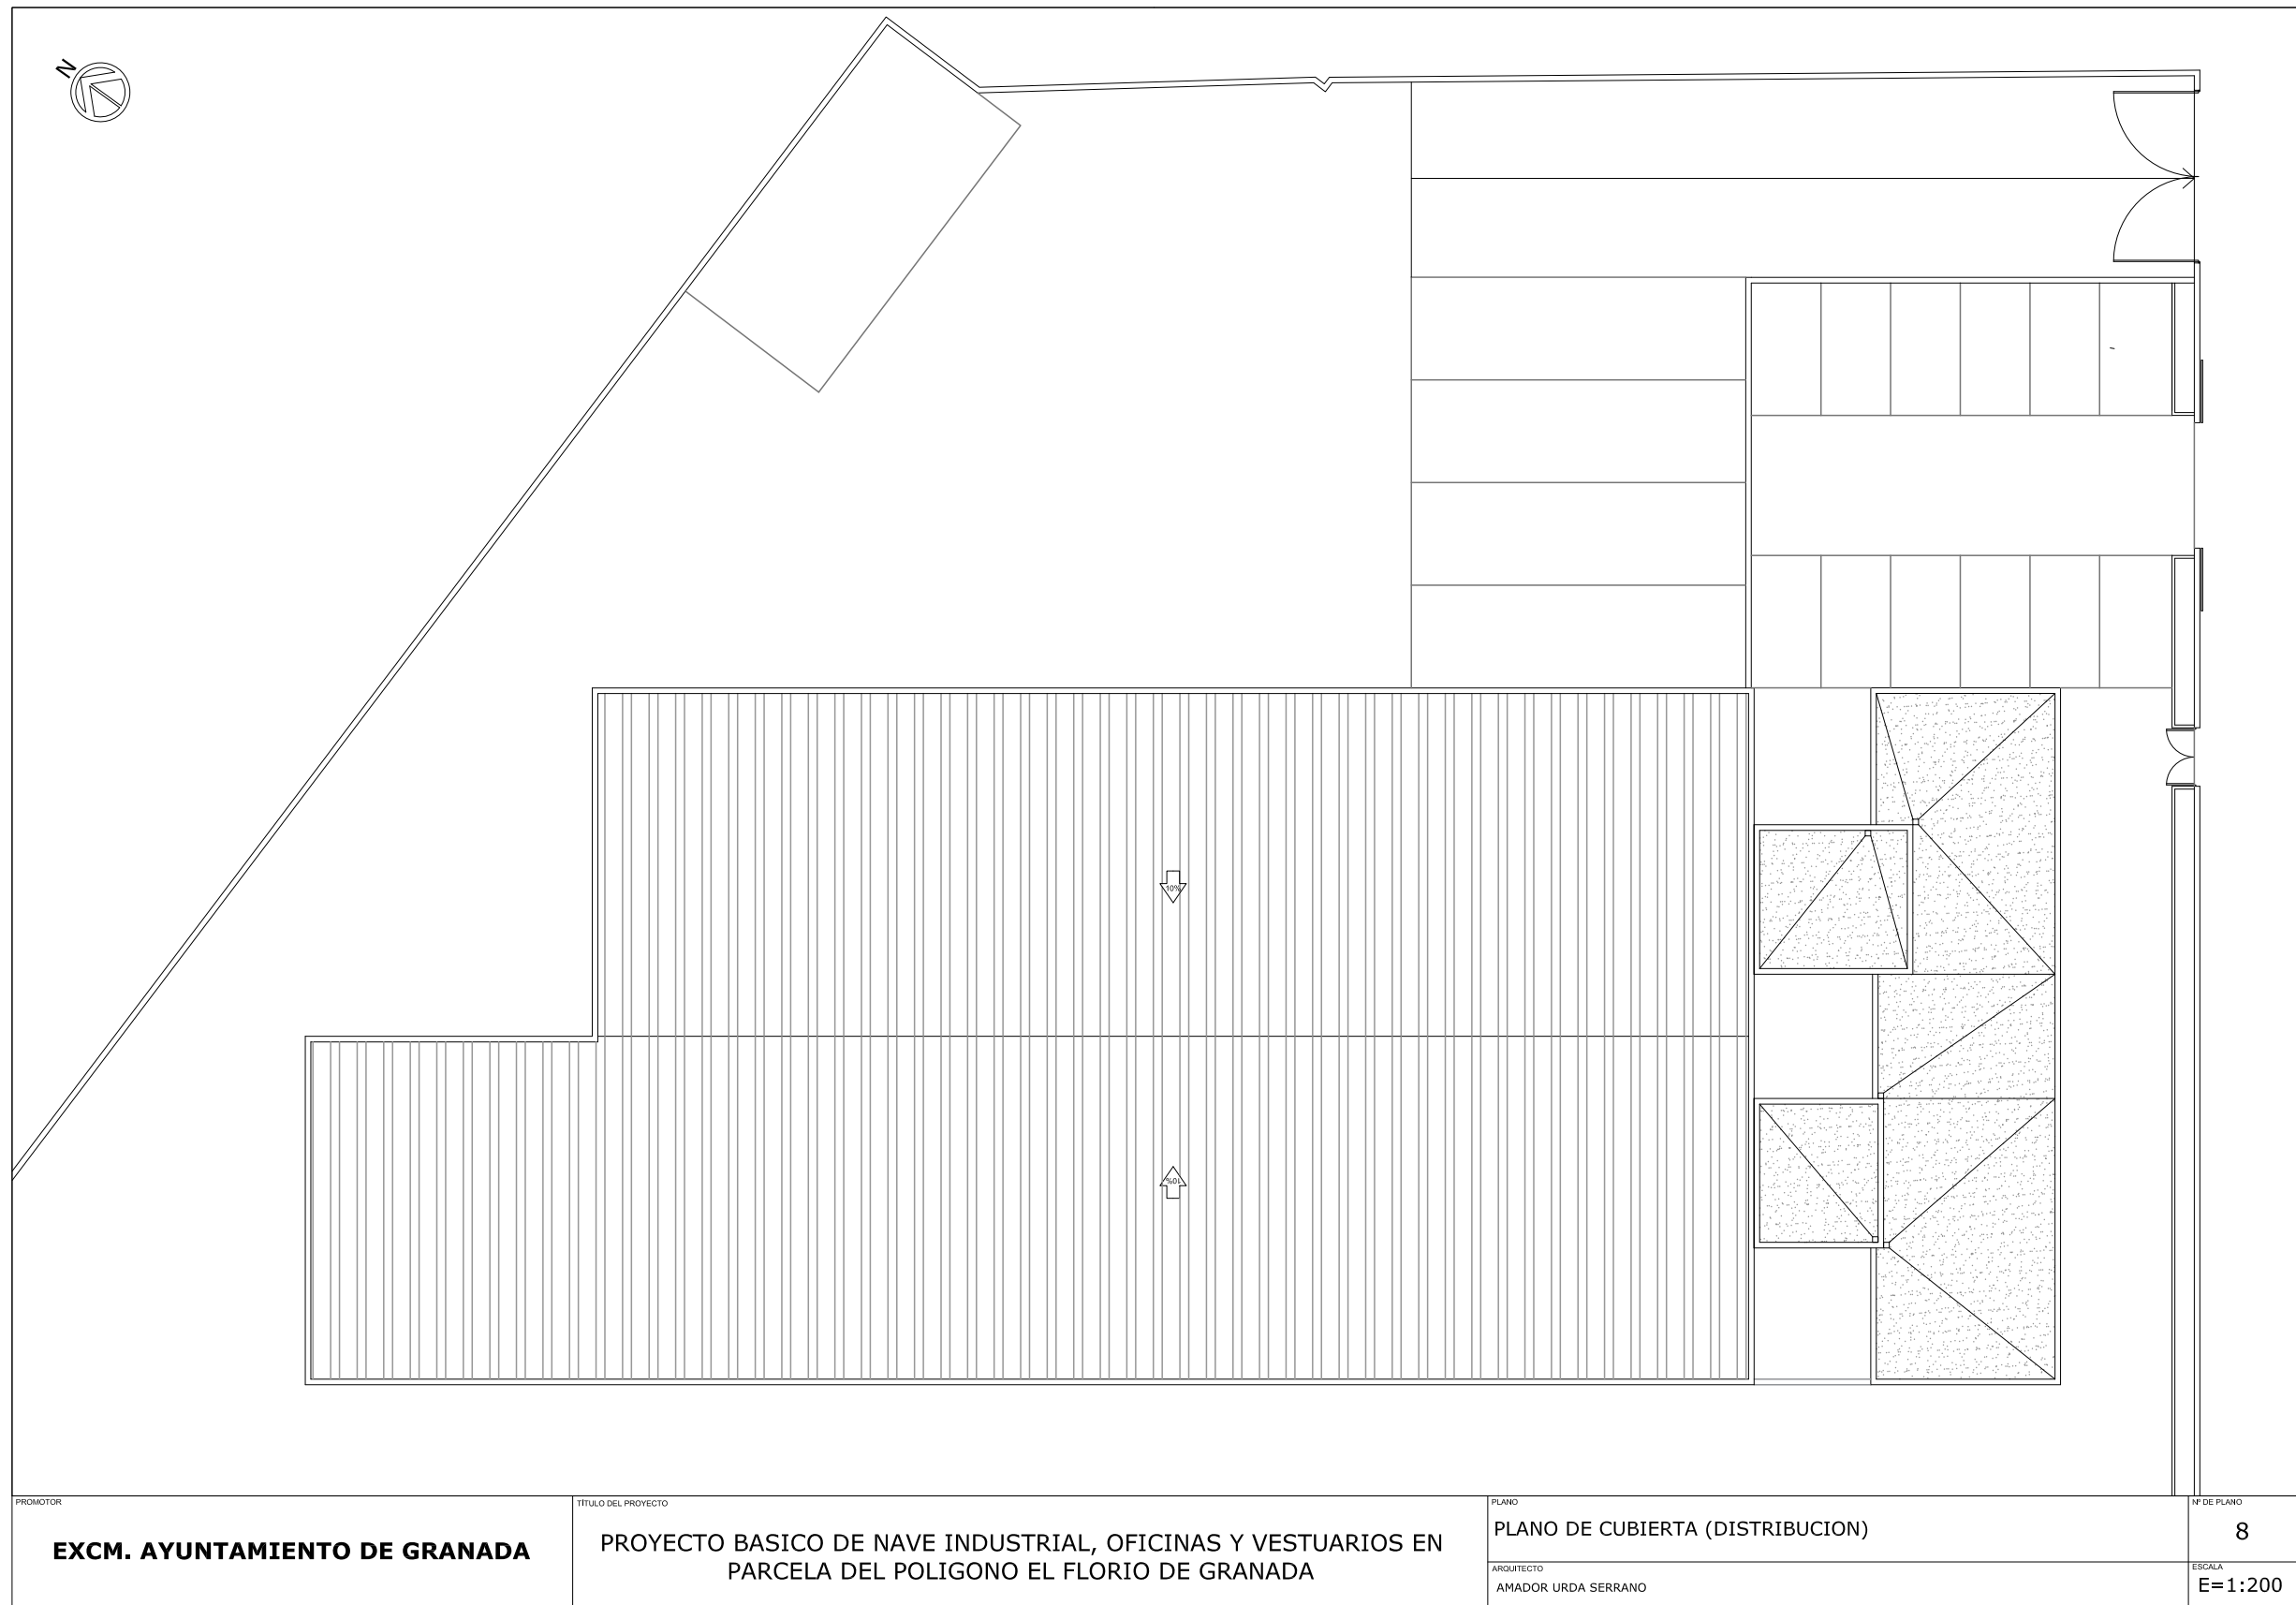 N
10%
10%
PROMOTOR
EXCM. AYUNTAMIENTO DE GRANADA
TÍTULO DEL PROYECTO
PROYECTO BASICO DE NAVE INDUSTRIAL, OFICINAS Y VESTUARIOS EN
PARCELA DEL POLIGONO EL FLORIO DE GRANADA
PLANO
PLANO DE CUBIERTA (DISTRIBUCION)
ARQUITECTO
AMADOR URDA SERRANO
Nº DE PLANO
8
ESCALA
E=1:200